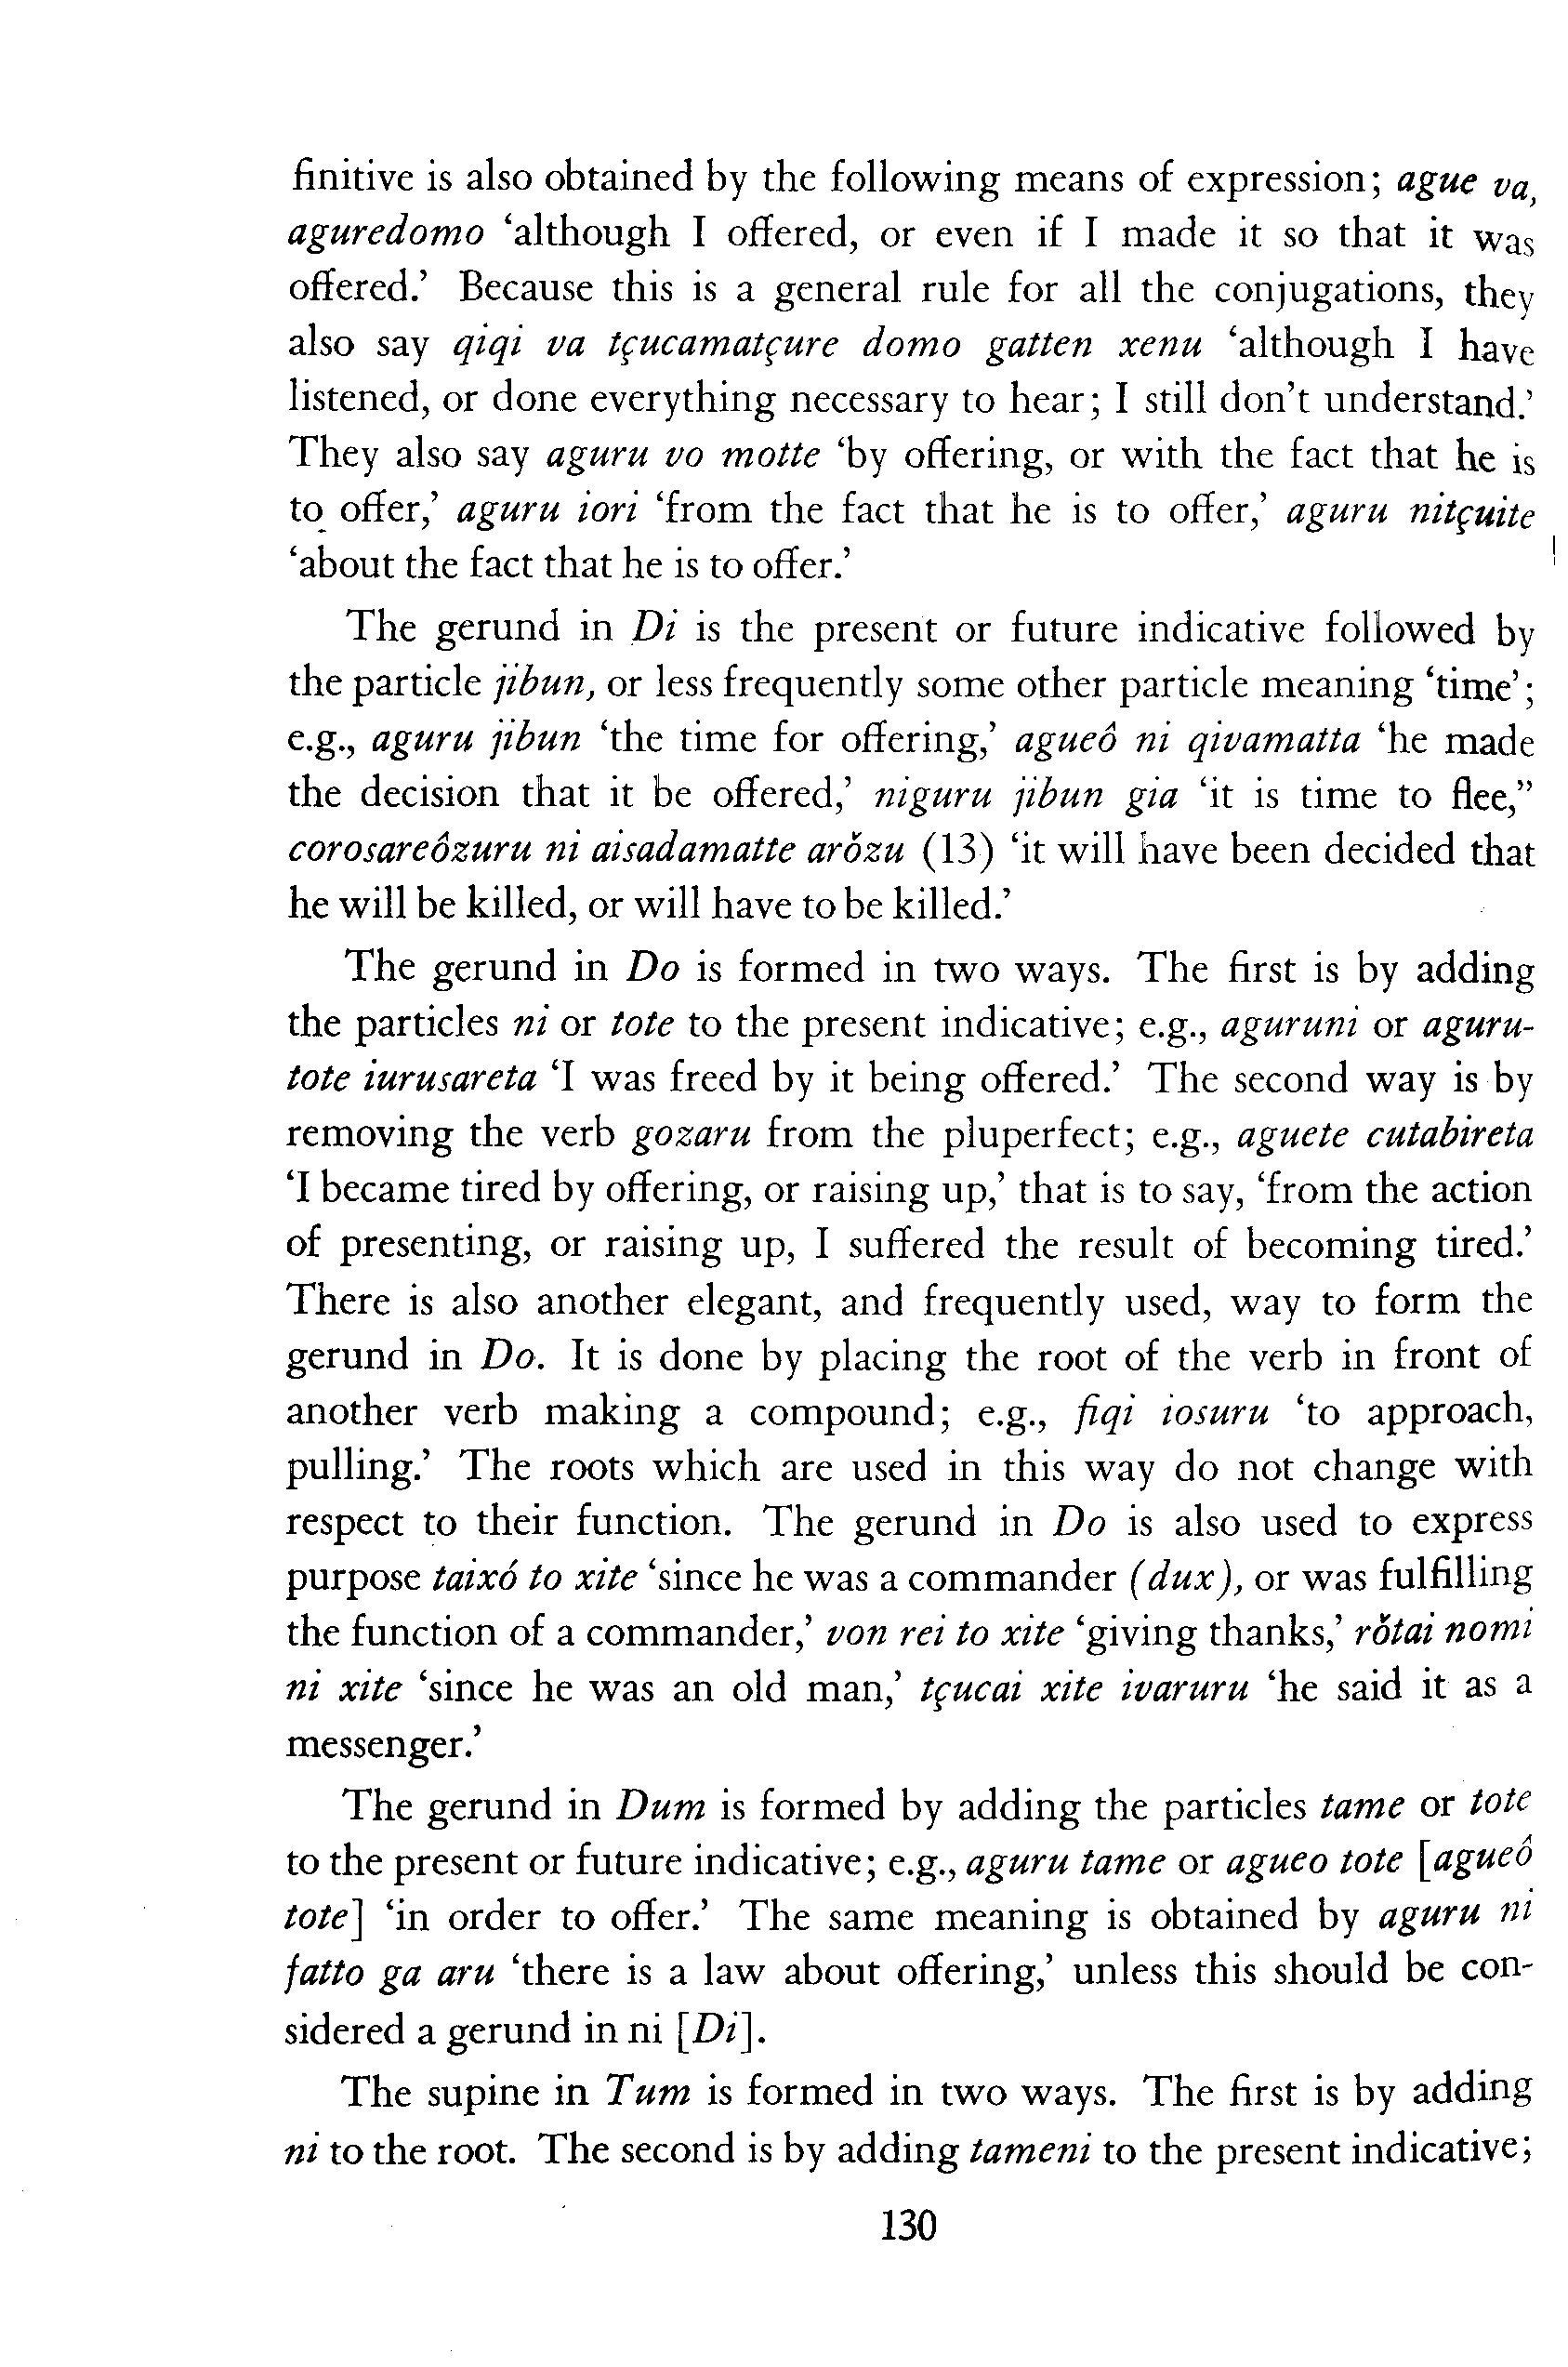 finitive is also obtained by the following means of expression; ague va,
aguredomo ‘although I offered, or even if I made it so that it was
offered.’ Because this is a general rule for all the conjugations, they
also say qiqi va tçucamatçure domo gatten xenu ‘although I have
listened, or done everything necessary to hear; I still don’t understand.’
They also say aguru vo motte ‘by offering, or with the fact that he is
to offer,’ aguru iori ‘from the fact that he is to offer,’ aguru nitçuite
‘about the fact that he is to offer.’
The gerund in Di is the present or future indicative followed by
the particle jibun, or less frequently some other particle meaning ‘time’;
e.g., aguru jibun ‘the time for offering,’ agueô ni qivamatta ‘he made
the decision that it be offered,’ niguru jibun gia ‘it is time to flee,”
corosareôzuru ni aisadamatte arǒzu (13) ‘it will have been decided that
he will be killed, or will have to be killed.’
The gerund in Do is formed in two ways. The first is by adding
the particles ni or tote to the present indicative; e.g., aguruni or aguru-
tote iurusareta ‘I was freed by it being offered.’ The second way is by
removing the verb gozaru from the pluperfect; e.g., aguete cutabireta
‘I became tired by offering, or raising up,’ that is to say, ‘from the action
of presenting, or raising up, I suffered the result of becoming tired.’
There is also another elegant, and frequently used, way to form the
gerund in Do. It is done by placing the root of the verb in front of
another verb making a compound; e.g., fiqi iosuru ‘to approach,
pulling.’ The roots which are used in this way do not change with
respect to their function. The gerund in Do is also used to express
purpose taixó to xite ‘since he was a commander (dux), or was fulfilling
the function of a commander,’ von rei to xite ‘giving thanks,’ rǒtai nomi
ni xite ‘since he was an old man,’ tçucai xite ivaruru ‘he said it as a
messenger.’
The gerund in Dum is formed by adding the particles tame or tote
to the present or future indicative; e.g., aguru tame or agueo tote [agueô
tote] ‘in order to offer.’ The same meaning is obtained by aguru ni
fatto ga aru ‘there is a law about offering,’ unless this should be con-
sidered a gerund in ni [Di].
The supine in Tum is formed in two ways. The first is by adding
ni to the root. The second is by adding tameni to the present indicative;
130